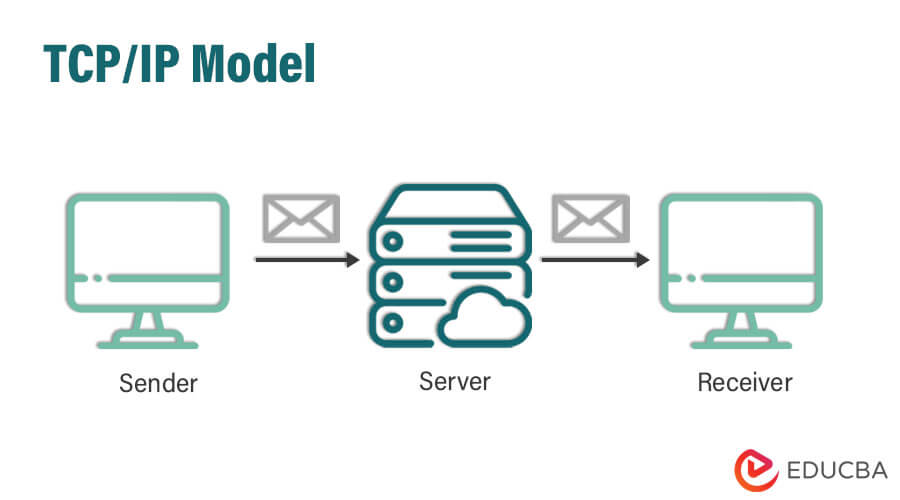 TCP/IP Model
Sender
Server
Receiver
EDUCBA